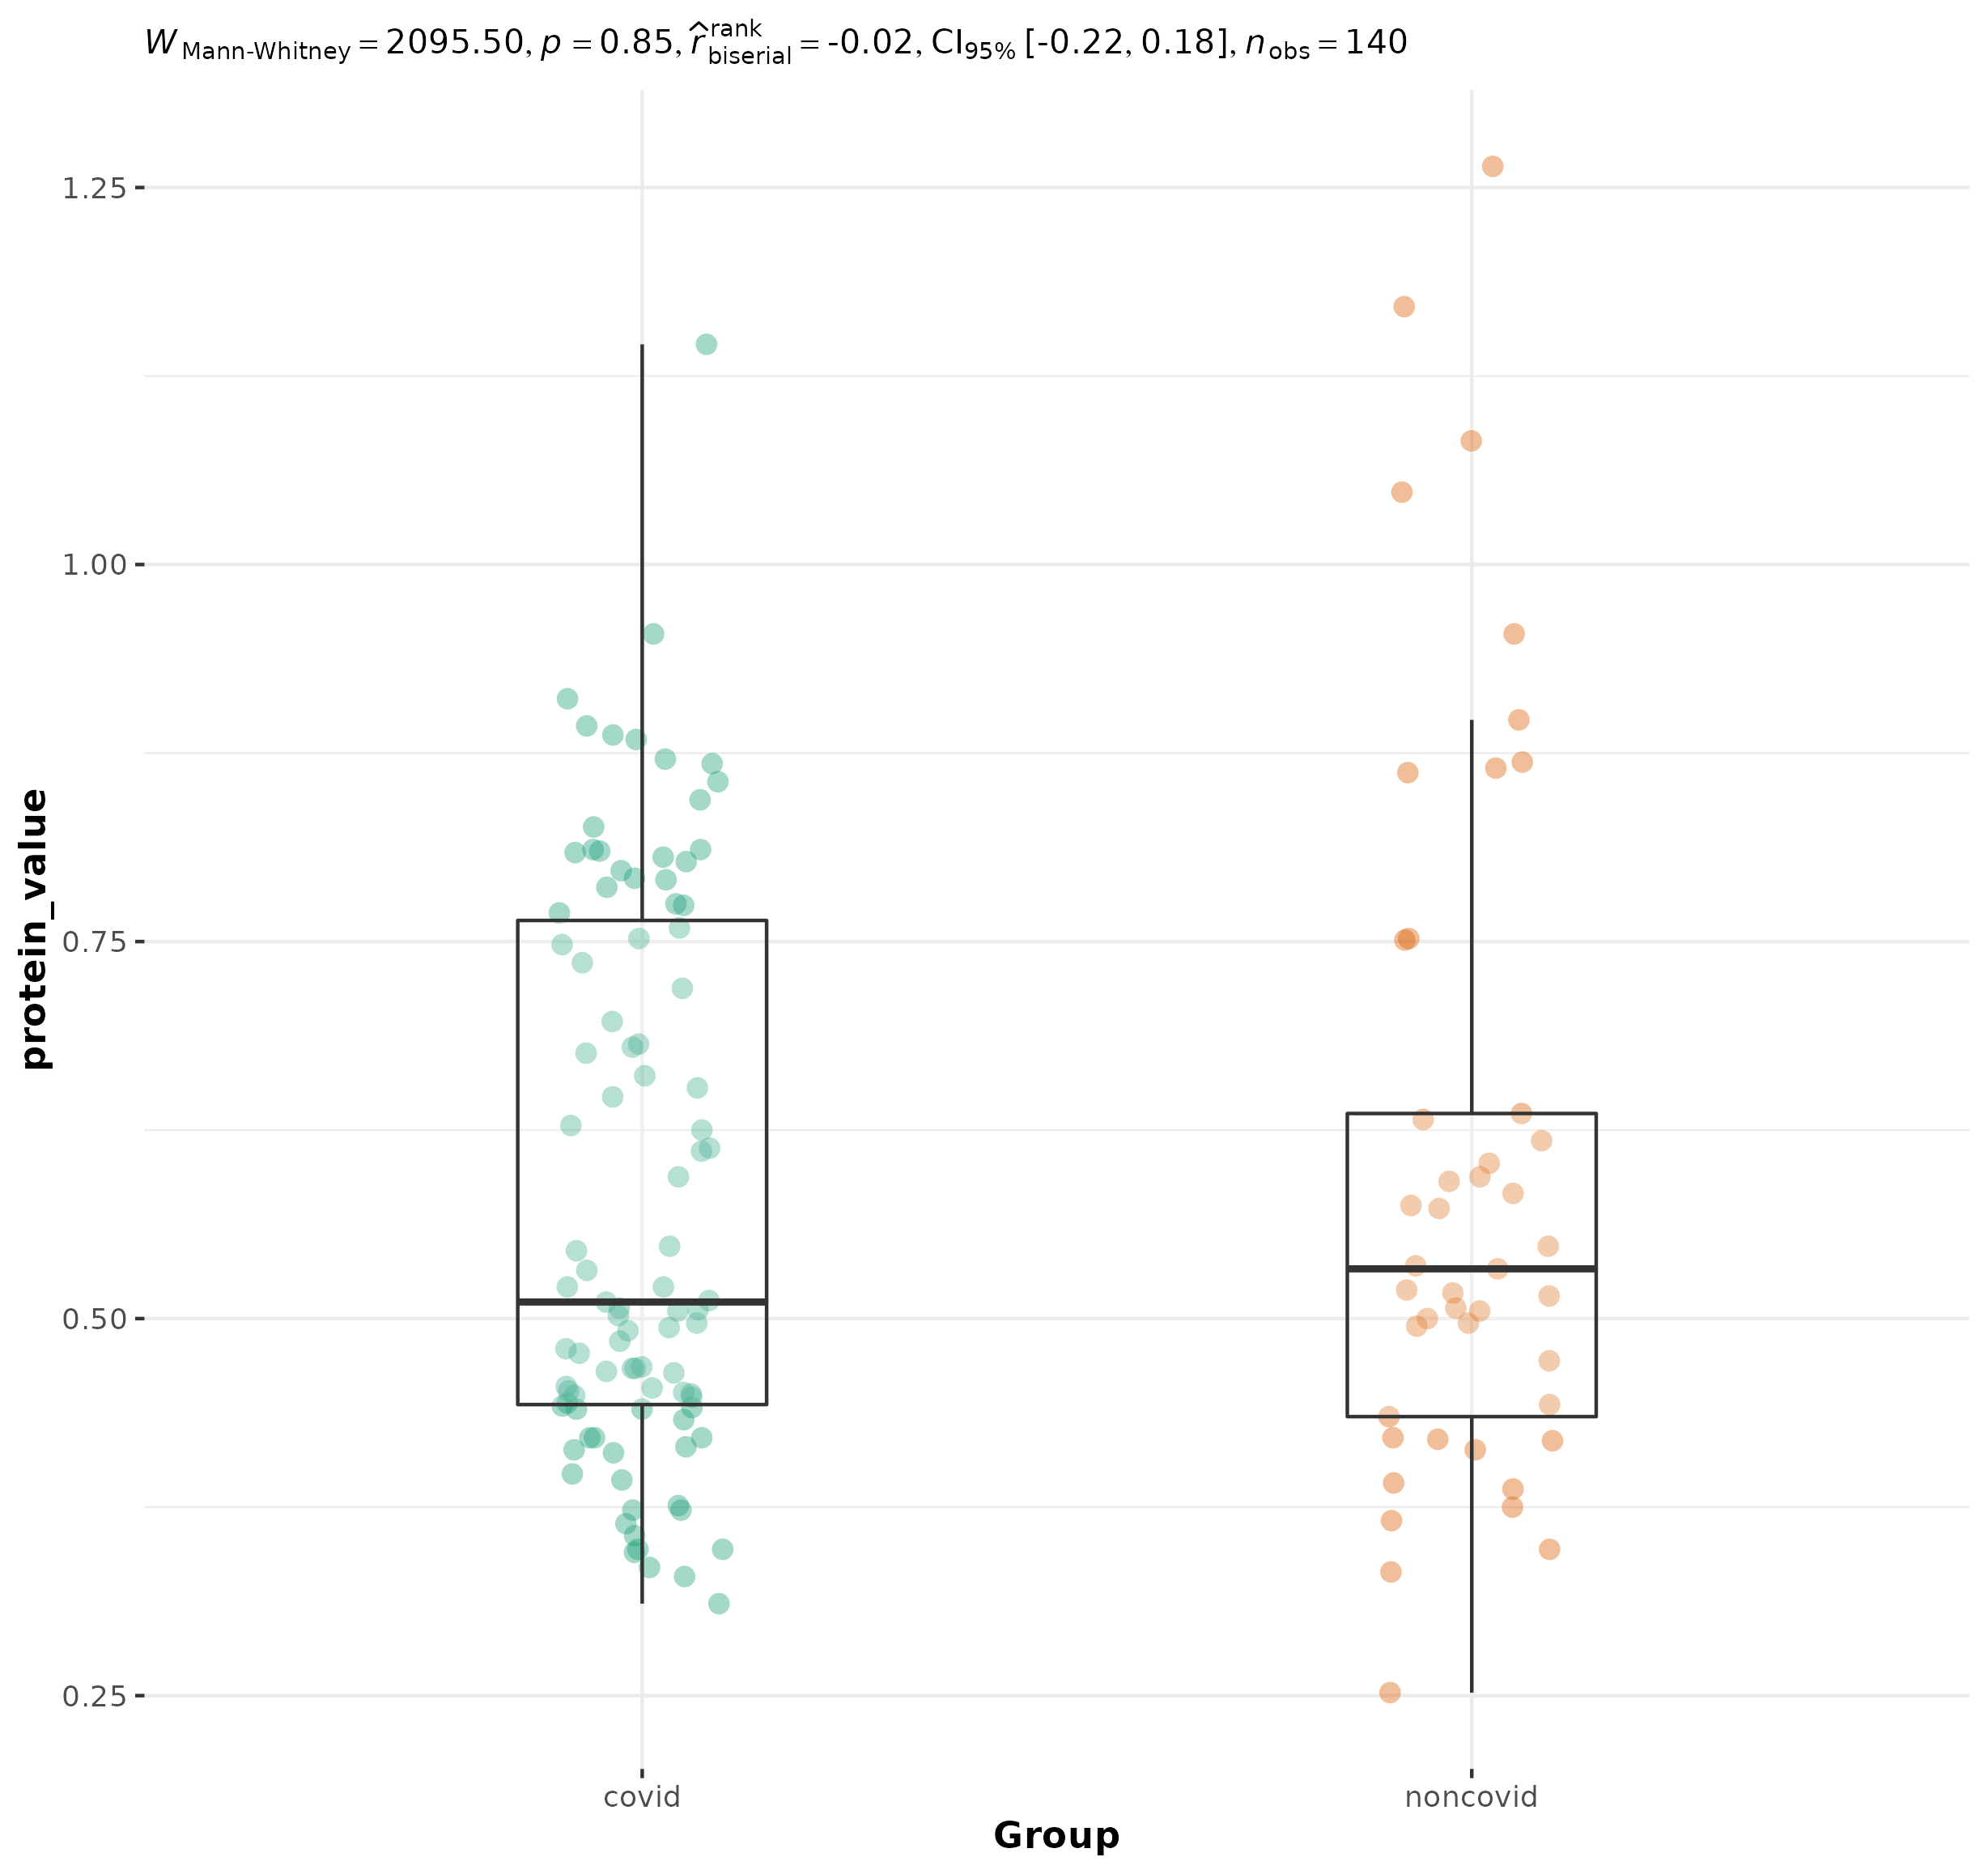 W Mann-Whitney = 2095.50, p = 0.85, r̂ rank biserial = -0.02, CI95% [-0.22, 0.18], n obs = 140
1.25
1.00
0.75
0.50
0.25
protein_value
covid noncovid
Group